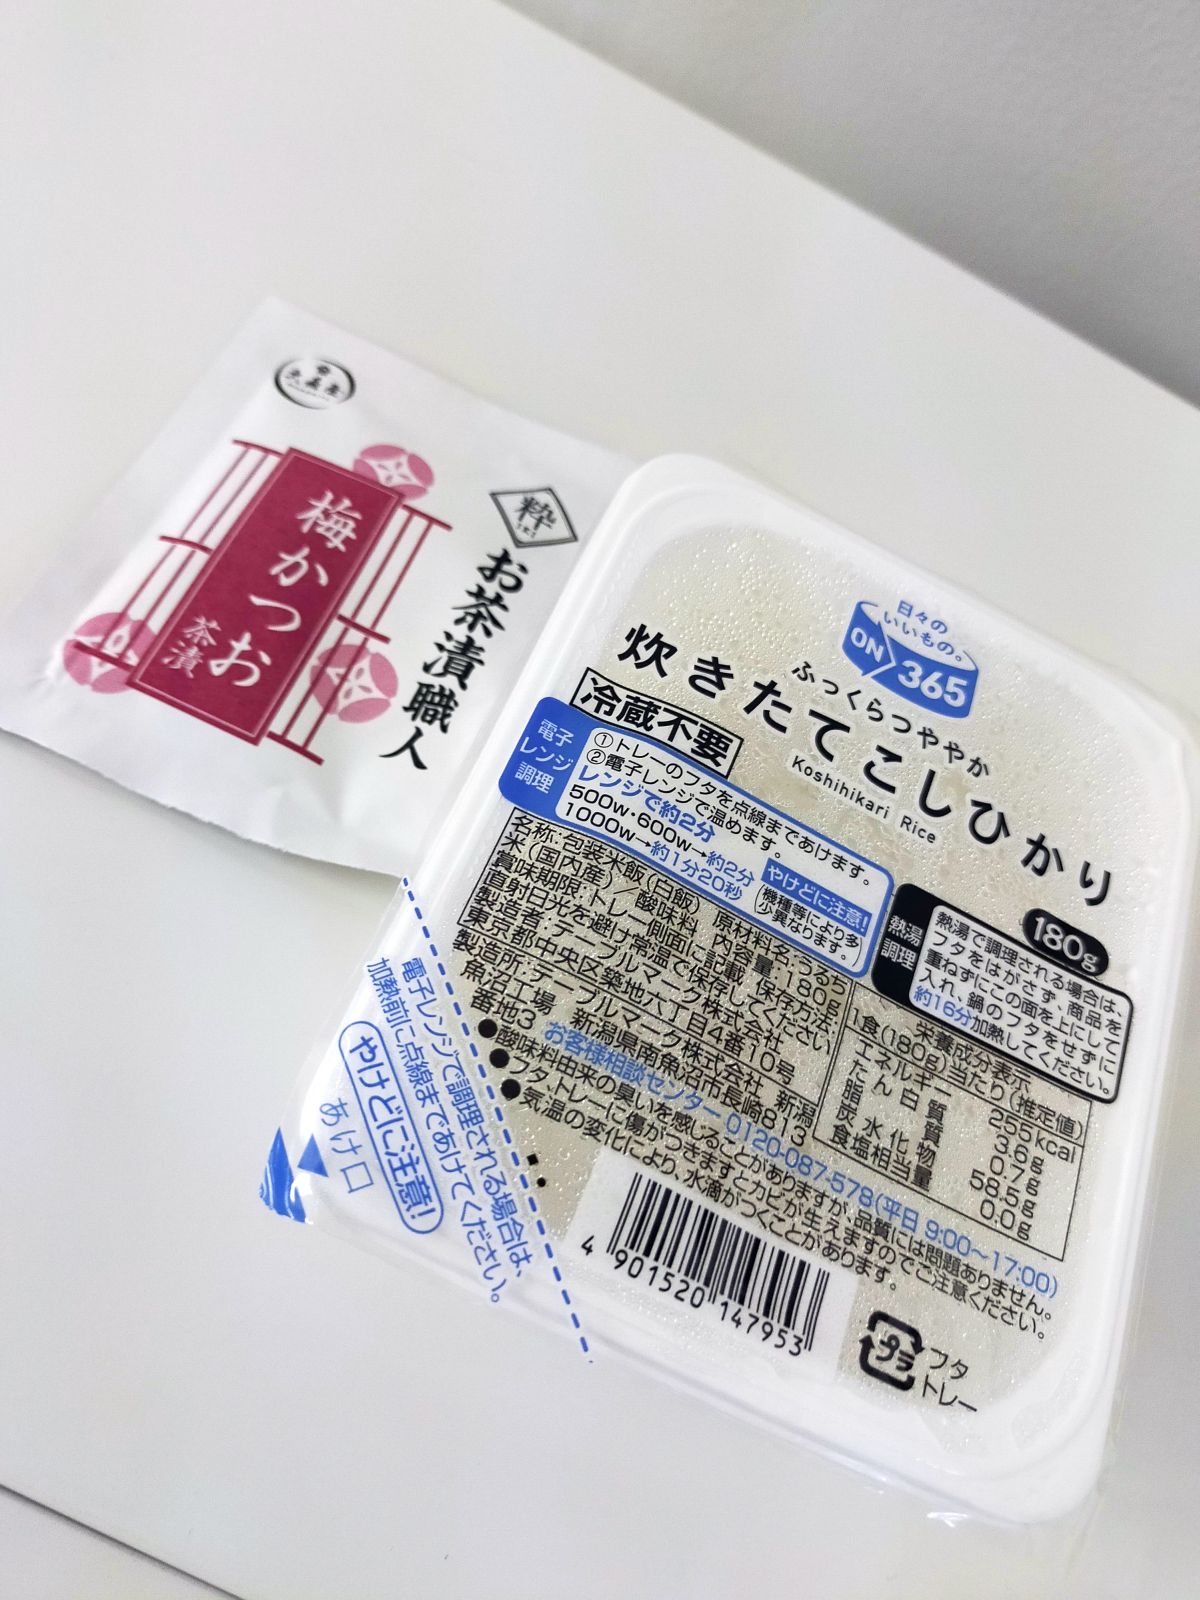 久義屋
梅かつお
茶漬
粋
お茶漬職人
日々の
いいもの。
ON
365
ふっくらつややか
炊きたてこしひかり
Koshihikari Rice
180g
冷蔵不要
電子
レンジ
調理
①トレーのフタを点線まであけます。
②電子レンジで温めます。
レンジで約2分
500w・600w→約2分
1000w→約1分20秒
やけどに注意!
(機種等により多
少異なります。)
熱湯
調理
熱湯で調理される場合は、
フタをはがさず、商品を
重ねずにこの面を上にして
入れ、鍋のフタをせずに
約16分加熱してください。
名称:包装米飯(白飯) 原材料名:うるち
米(国内産)/酸味料 内容量:180g
賞味期限:トレー側面に記載 保存方法:
直射日光を避け常温で保存してください
製造者:テーブルマーク株式会社
東京都中央区築地六丁目4番10号
製造所:テーブルマーク株式会社 新潟
魚沼工場 新潟県南魚沼市長崎813
番地3
栄養成分表示
1食(180g)当たり(推定値)
エネルギー 255kcal
たん白質 3.6g
脂質 0.7g
炭水化物 58.5g
食塩相当量 0.0g
お客様相談センター 0120-087-578(平日 9:00~17:00)
●酸味料由来の臭いを感じることがありますが、品質には問題ありません。
●フタ、トレーに傷がつきますとカビが生えますのでご注意ください。
●気温の変化により、水滴がつくことがあります。
電子レンジで調理される場合は、
加熱前に点線まであけてください。
やけどに注意!
あけ口
4 901520 147953
プラ
フタ
トレー